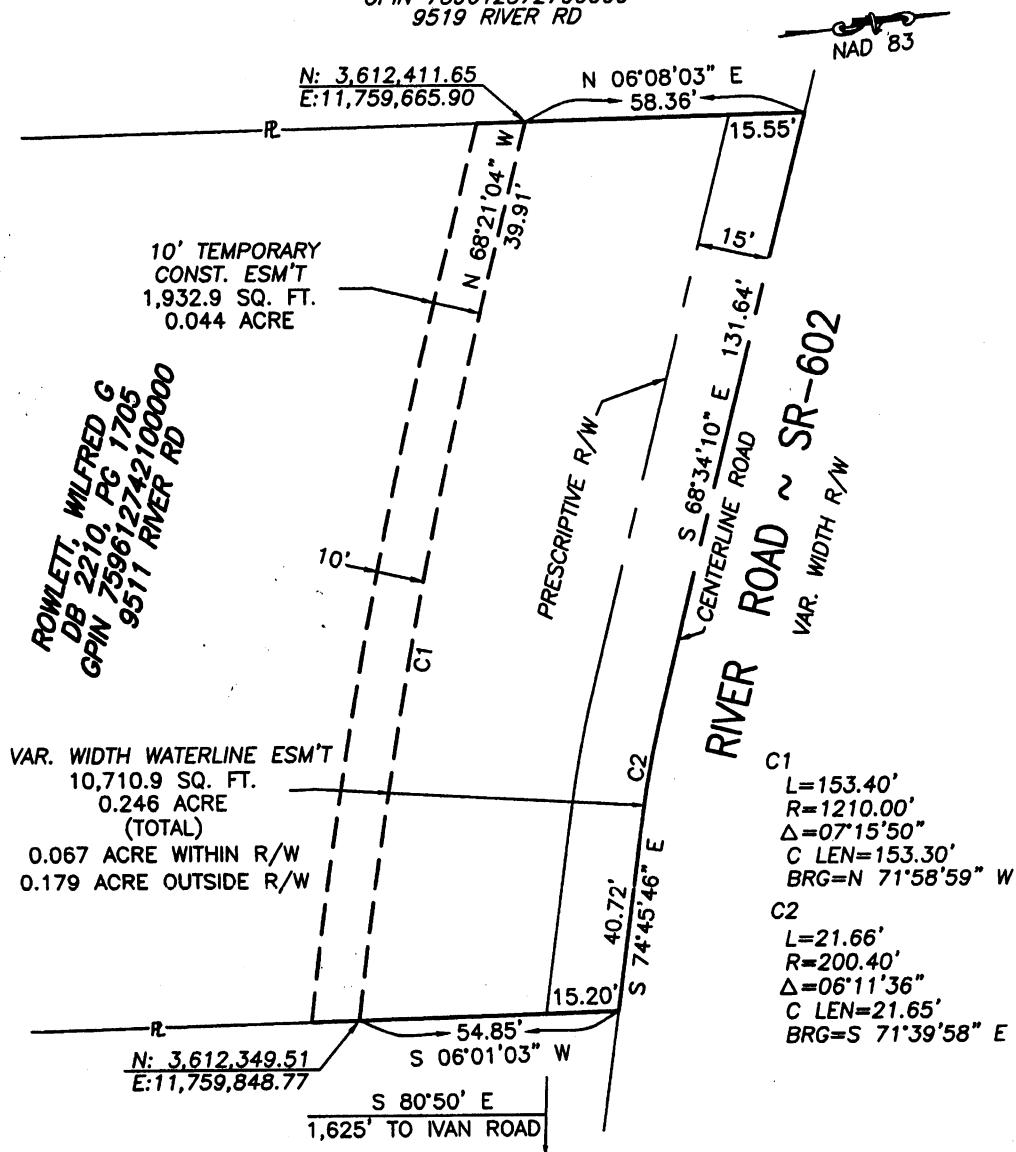 9519 RIVER RD
NAD '83
N: 3,612,411.65
E:11,759,665.90
N 06°08'03" E
58.36'
15.55'
PL
N 68°21'04" W
39.91'
15'
10' TEMPORARY
CONST. ESM'T
1,932.9 SQ. FT.
0.044 ACRE
S 68°34'10" E 131.64'
ROWLETT, WILFRED G
DB 2210, PG 1705
GPIN 759612742100000
9511 RIVER RD
PRESCRIPTIVE R/W
CENTERLINE ROAD
RIVER ROAD ~ SR-602
VAR. WIDTH R/W
10'
C1
VAR. WIDTH WATERLINE ESM'T
10,710.9 SQ. FT.
0.246 ACRE
(TOTAL)
0.067 ACRE WITHIN R/W
0.179 ACRE OUTSIDE R/W
C2
40.72'
S 74°45'46" E
C1
L=153.40'
R=1210.00'
Δ=07°15'50"
C LEN=153.30'
BRG=N 71°58'59" W
C2
L=21.66'
R=200.40'
Δ=06°11'36"
C LEN=21.65'
BRG=S 71°39'58" E
15.20'
PL
54.85'
S 06°01'03" W
N: 3,612,349.51
E:11,759,848.77
S 80°50' E
1,625' TO IVAN ROAD